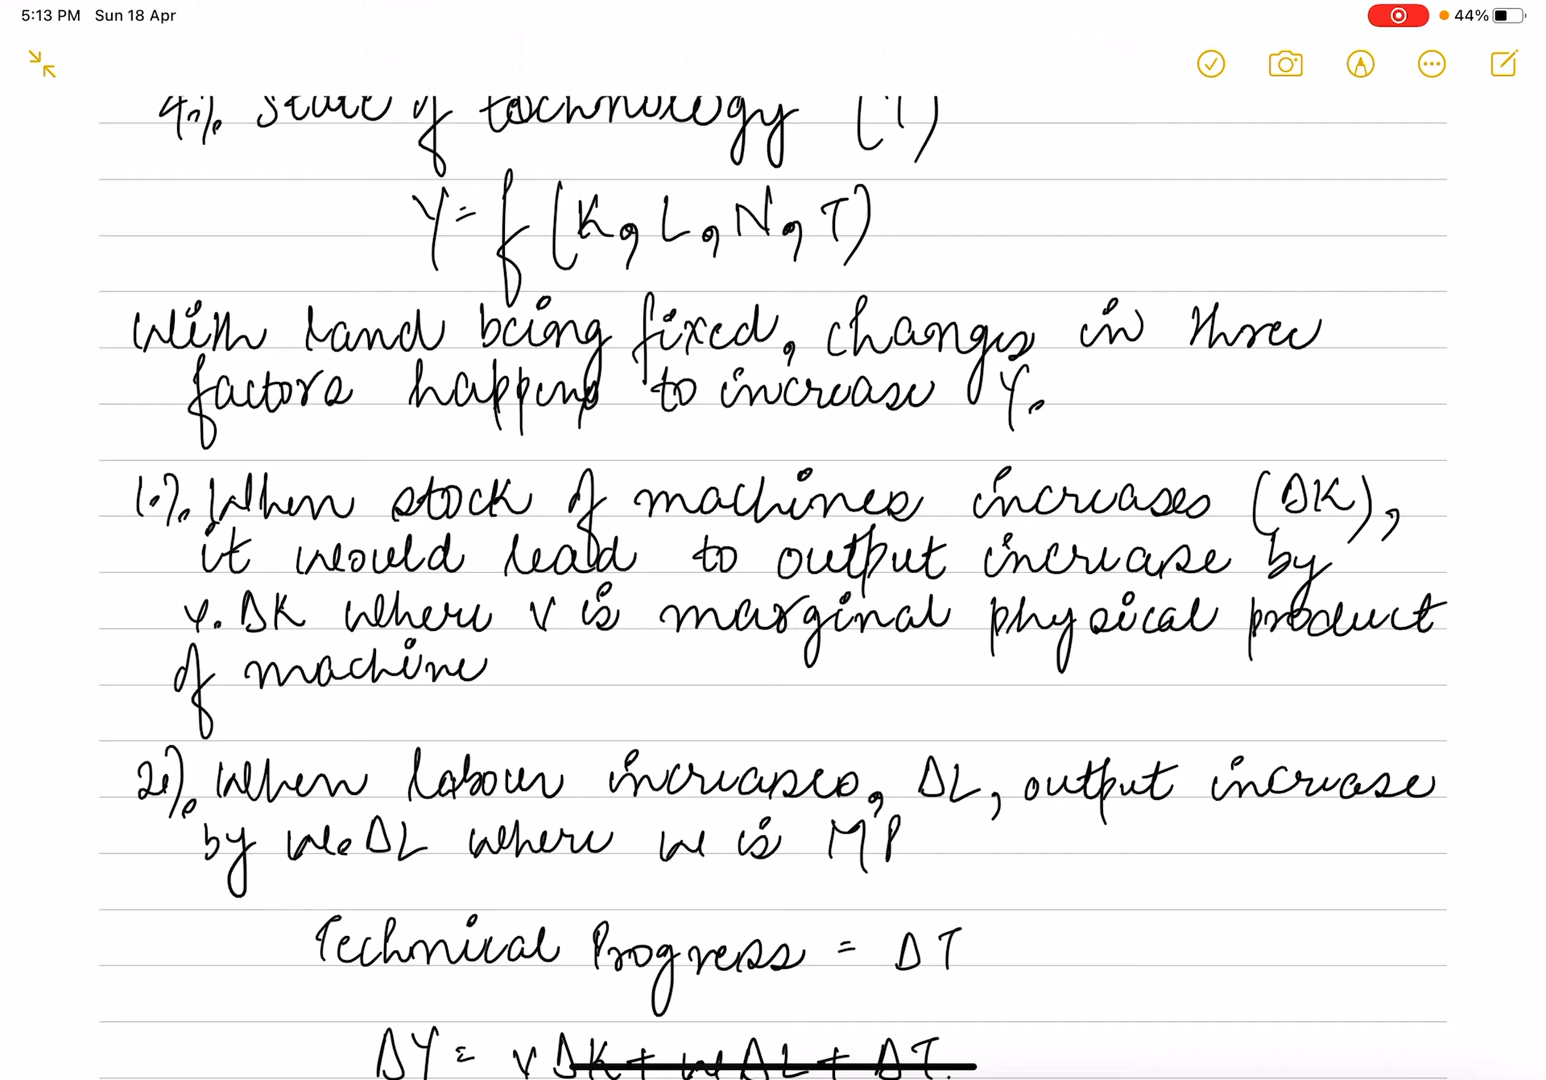 5:13 PM Sun 18 Apr 44%
4.). State of technology (T)
Y = f (K, L, N, T)
With land being fixed, changes in three
factors happens to increase Y.
1.). When stock of machines increases (ΔK),
it would lead to output increase by
V. ΔK where V is marginal physical product
of machine
2.). When labour increases, ΔL, output increase
by W. ΔL where W is MP
Technical Progress = ΔT
ΔY = V ΔK + W ΔL + ΔT.